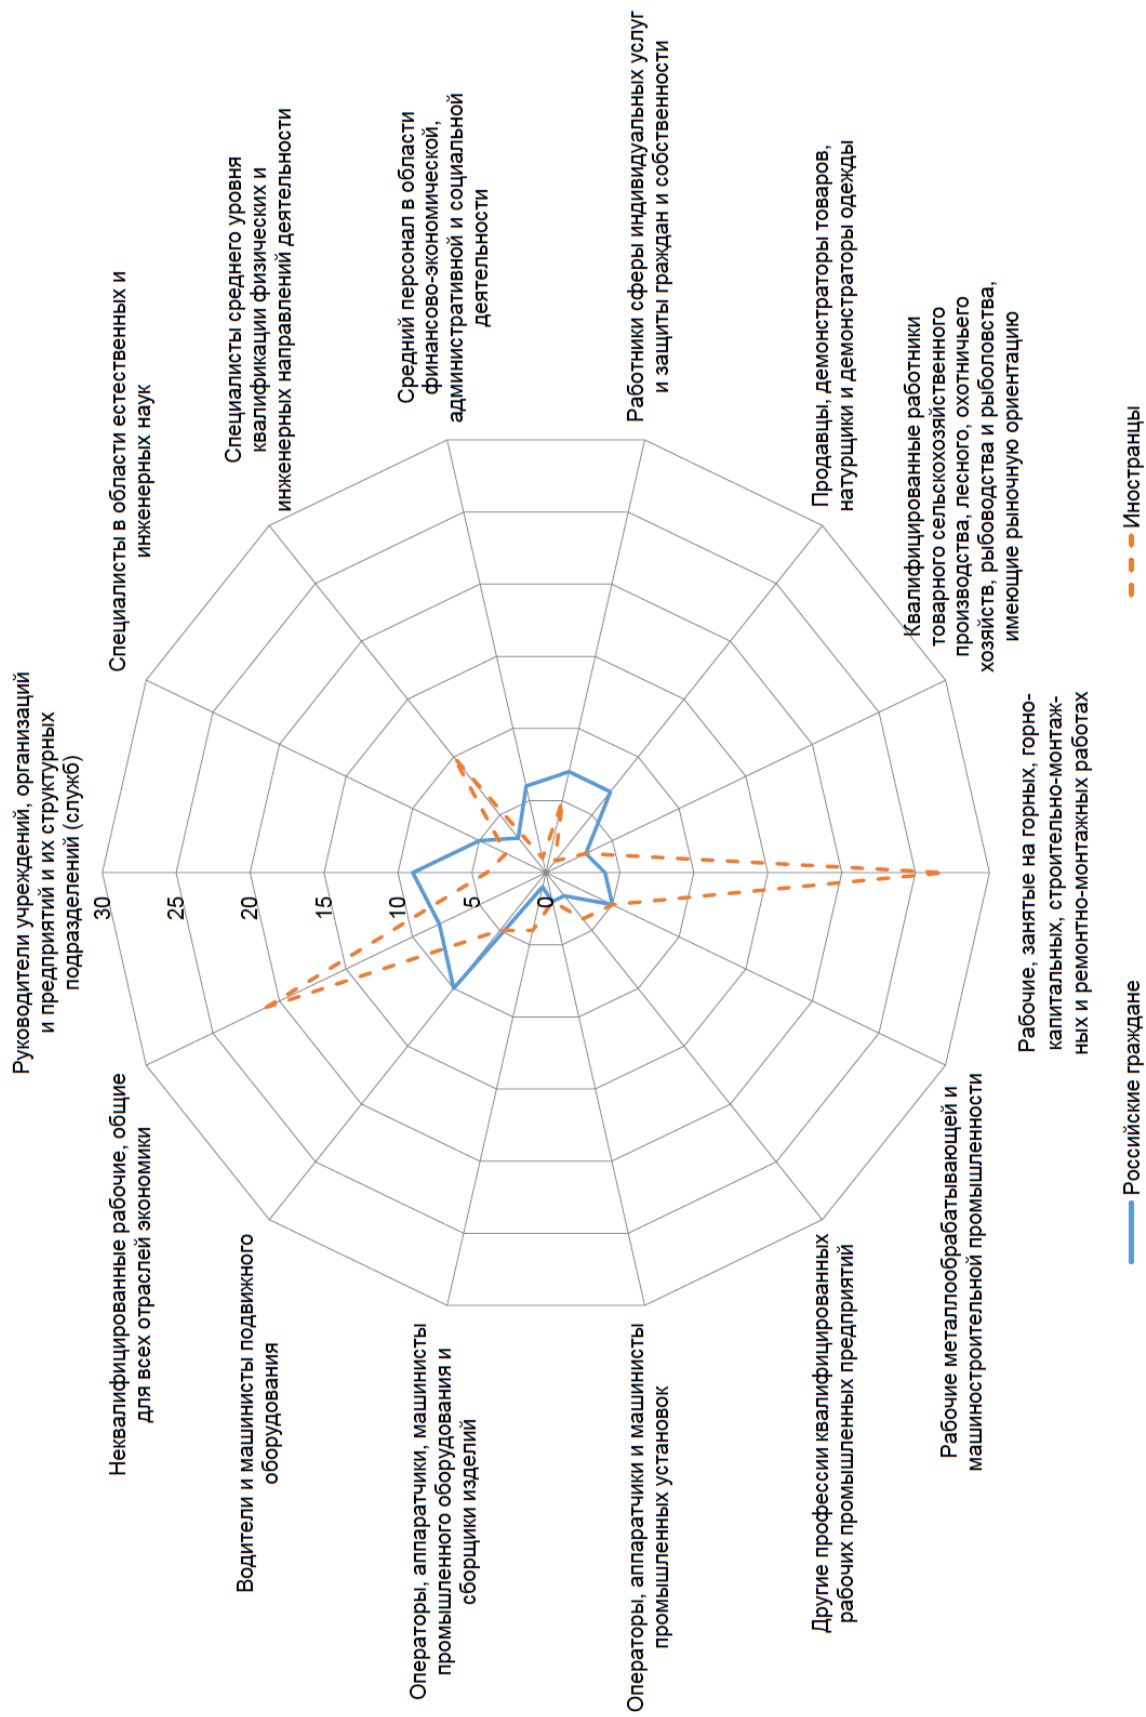 Руководители учреждений, организаций
и предприятий и их структурных
подразделений (служб)
Специалисты в области естественных и
инженерных наук
Специалисты среднего уровня
квалификации физических и
инженерных направлений деятельности
Средний персонал в области
финансово-экономической,
административной и социальной
деятельности
Работники сферы индивидуальных услуг
и защиты граждан и собственности
Продавцы, демонстраторы товаров,
натурщики и демонстраторы одежды
Квалифицированные работники
товарного сельскохозяйственного
производства, лесного, охотничьего
хозяйств, рыбоводства и рыболовства,
имеющие рыночную ориентацию
Рабочие, занятые на горных, горно-
капитальных, строительно-монтаж-
ных и ремонтно-монтажных работах
Рабочие металлообрабатывающей и
машиностроительной промышленности
Другие профессии квалифицированных
рабочих промышленных предприятий
Операторы, аппаратчики и машинисты
промышленных установок
Операторы, аппаратчики, машинисты
промышленного оборудования и
сборщики изделий
Водители и машинисты подвижного
оборудования
Неквалифицированные рабочие, общие
для всех отраслей экономики
30
25
20
15
10
5
0
Российские граждане
Иностранцы